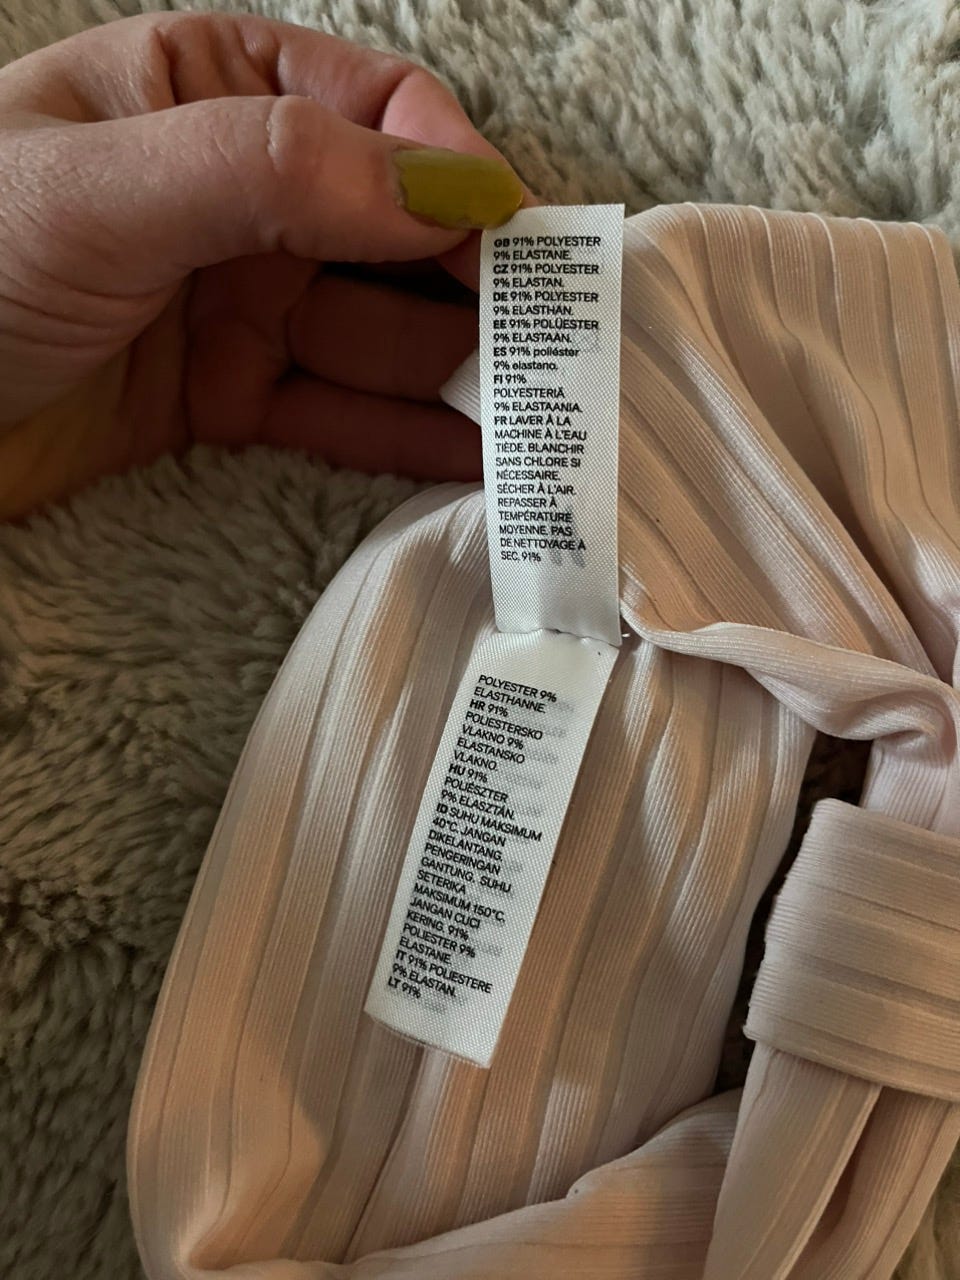 GB 91% POLYESTER
9% ELASTANE.
CZ 91% POLYESTER
9% ELASTAN.
DE 91% POLYESTER
9% ELASTHAN.
EE 91% POLÜESTER
9% ELASTAAN.
ES 91% poliéster
9% elastano.
FI 91%
POLYESTERIÄ
9% ELASTAANIA.
FR LAVER À LA
MACHINE À L'EAU
TIÈDE. BLANCHIR
SANS CHLORE SI
NÉCESSAIRE.
SÉCHER À L'AIR.
REPASSER À
TEMPÉRATURE
MOYENNE. PAS
DE NETTOYAGE À
SEC. 91%
POLYESTER 9%
ELASTHANNE
HR 91%
POLIESTERSKO
VLAKNO 9%
ELASTANSKO
VLAKNO.
HU 91%
POLIÉSZTER
9% ELASZTÁN.
ID SUHU MAKSIMUM
40°C. JANGAN
DIKELANTANG.
PENGERINGAN
GANTUNG. SUHU
SETERIKA
MAKSIMUM 150°C.
JANGAN CUCI
KERING. 91%
POLIESTER 9%
ELASTANE.
IT 91% POLIESTERE
9% ELASTAN.
LT 91%